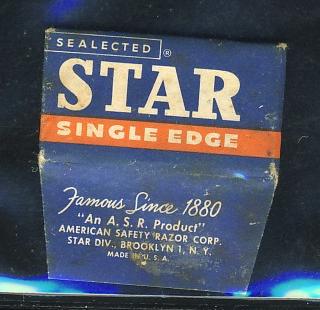 SEALECTED ®
STAR
SINGLE EDGE
Famous Since 1880
"An A. S. R. Product"
AMERICAN SAFETY RAZOR CORP.
STAR DIV., BROOKLYN 1, N. Y.
MADE IN U. S. A.